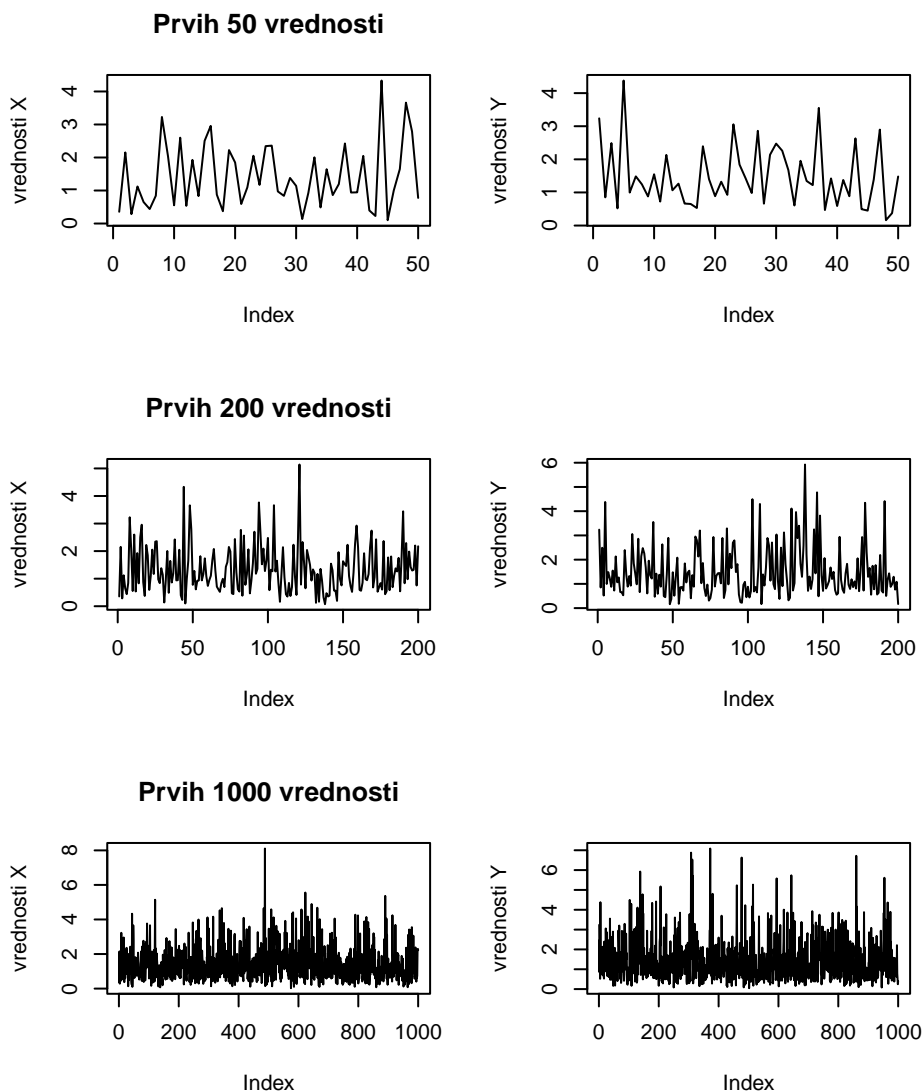 Prvih 50 vrednosti
vrednosti X
0 1 2 3 4
0 10 20 30 40 50
Index
vrednosti Y
0 1 2 3 4
0 10 20 30 40 50
Index
Prvih 200 vrednosti
vrednosti X
0 2 4
0 50 100 150 200
Index
vrednosti Y
0 2 4 6
0 50 100 150 200
Index
Prvih 1000 vrednosti
vrednosti X
0 2 4 6 8
0 200 400 600 800 1000
Index
vrednosti Y
0 2 4 6
0 200 400 600 800 1000
Index